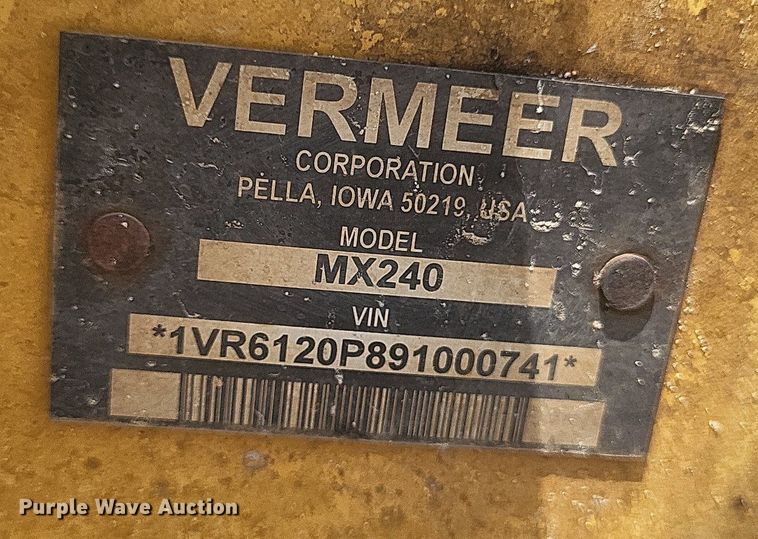 VERMEER
CORPORATION
PELLA, IOWA 50219, USA
MODEL
MX240
VIN
*1VR6120P891000741*
Purple Wave Auction